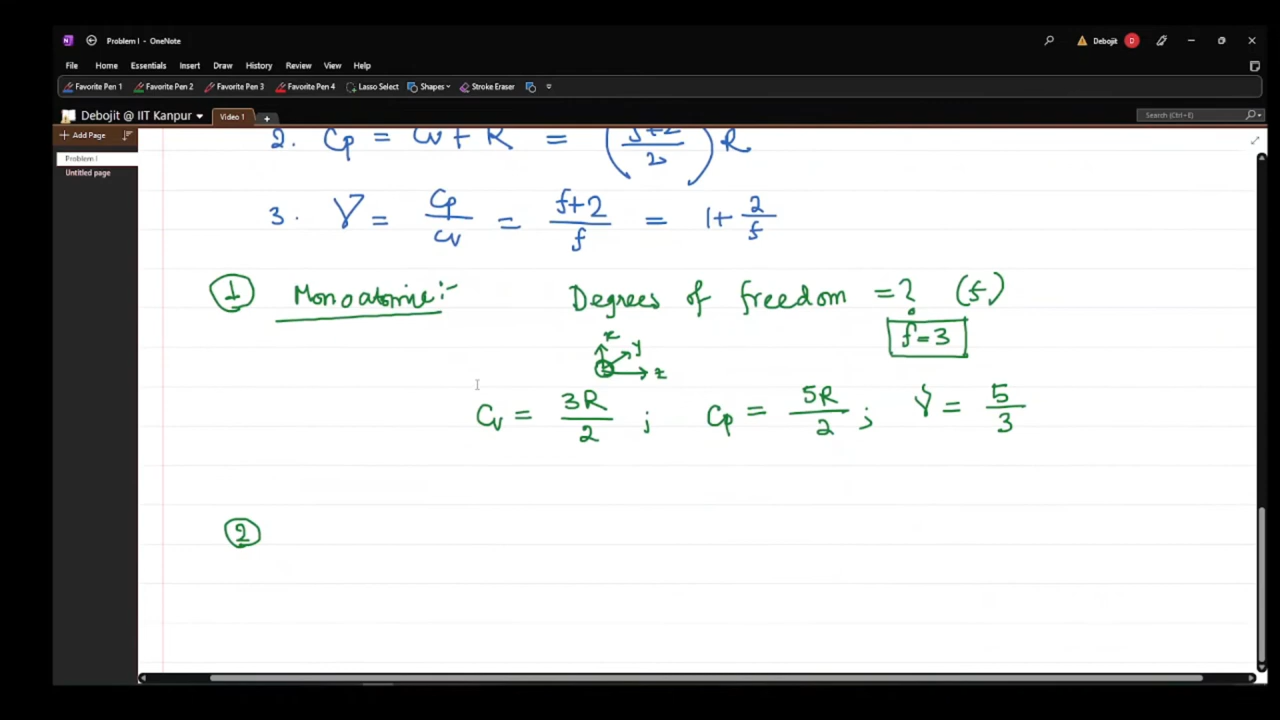 Problem I - OneNote
Debojit D
File Home Essentials Insert Draw History Review View Help
Favorite Pen 1 Favorite Pen 2 Favorite Pen 3 Favorite Pen 4 Lasso Select Shapes Stroke Eraser
Debojit @ IIT Kanpur Video 1 + Search (Ctrl+E)
+ Add Page
Problem I
Untitled page
2. Cp = Cv + R = (f+2/2) R
3. γ = Cp/Cv = f+2/f = 1+ 2/f
① Monoatomic:- Degrees of freedom = ? (f)
f=3
x y z
Cv = 3R/2 ; Cp = 5R/2 ; γ = 5/3
②